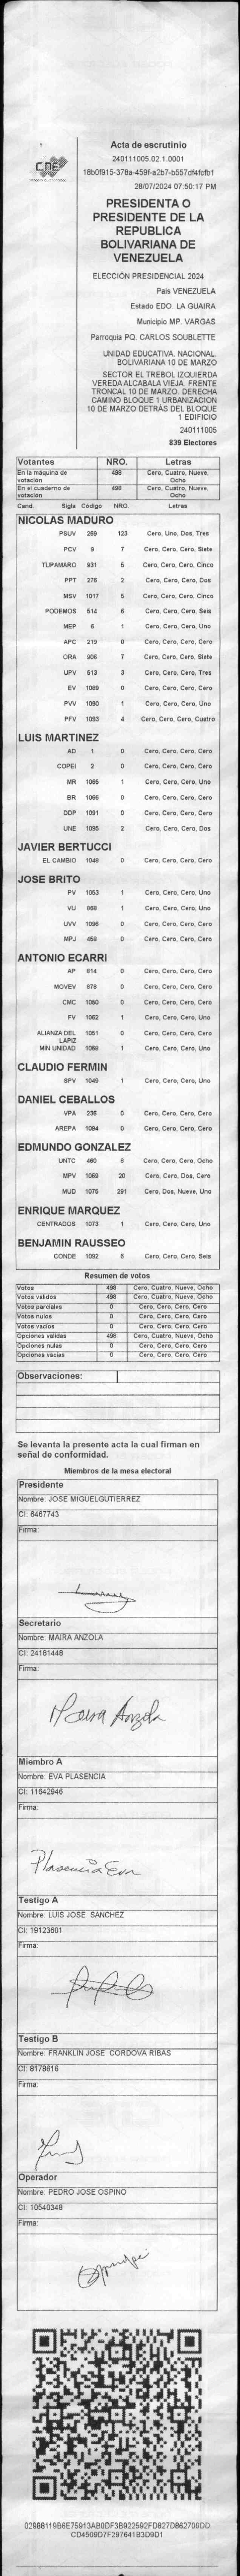 CNE
Acta de escrutinio
240111005.02.1.0001
18b0f915-378a-459f-a2b7-b557df4fcfb1
28/07/2024 07:50:17 PM
PRESIDENTA O
PRESIDENTE DE LA
REPUBLICA
BOLIVARIANA DE
VENEZUELA
ELECCIÓN PRESIDENCIAL 2024
País VENEZUELA
Estado EDO. LA GUAIRA
Municipio MP. VARGAS
Parroquia PQ. CARLOS SOUBLETTE
UNIDAD EDUCATIVA. NACIONAL.
BOLIVARIANA 10 DE MARZO
SECTOR EL TREBOL IZQUIERDA
VEREDA ALCABALA VIEJA. FRENTE
TRONCAL 10 DE MARZO. DERECHA
CAMINO BLOQUE 1 URBANIZACION
10 DE MARZO DETRÁS DEL BLOQUE
1 EDIFICIO
240111005
839 Electores
Votantes NRO. Letras
En la máquina de votación 498 Cero, Cuatro, Nueve, Ocho
En el cuaderno de votación 498 Cero, Cuatro, Nueve, Ocho
Cand. Sigla Código NRO. Letras
NICOLAS MADURO
PSUV 269 123 Cero, Uno, Dos, Tres
PCV 9 7 Cero, Cero, Cero, Siete
TUPAMARO 931 5 Cero, Cero, Cero, Cinco
PPT 276 2 Cero, Cero, Cero, Dos
MSV 1017 5 Cero, Cero, Cero, Cinco
PODEMOS 514 6 Cero, Cero, Cero, Seis
MEP 6 1 Cero, Cero, Cero, Uno
APC 219 0 Cero, Cero, Cero, Cero
ORA 906 7 Cero, Cero, Cero, Siete
UPV 513 3 Cero, Cero, Cero, Tres
EV 1089 0 Cero, Cero, Cero, Cero
PVV 1090 1 Cero, Cero, Cero, Uno
PFV 1093 4 Cero, Cero, Cero, Cuatro
LUIS MARTINEZ
AD 1 0 Cero, Cero, Cero, Cero
COPEI 2 0 Cero, Cero, Cero, Cero
MR 1065 1 Cero, Cero, Cero, Uno
BR 1066 0 Cero, Cero, Cero, Cero
DDP 1091 0 Cero, Cero, Cero, Cero
UNE 1095 2 Cero, Cero, Cero, Dos
JAVIER BERTUCCI
EL CAMBIO 1048 0 Cero, Cero, Cero, Cero
JOSE BRITO
PV 1053 1 Cero, Cero, Cero, Uno
VU 868 1 Cero, Cero, Cero, Uno
UVV 1096 0 Cero, Cero, Cero, Cero
MPJ 459 0 Cero, Cero, Cero, Cero
ANTONIO ECARRI
AP 814 0 Cero, Cero, Cero, Cero
MOVEV 878 0 Cero, Cero, Cero, Cero
CMC 1050 0 Cero, Cero, Cero, Cero
FV 1062 1 Cero, Cero, Cero, Uno
ALIANZA DEL LAPIZ 1051 0 Cero, Cero, Cero, Cero
MIN UNIDAD 1068 1 Cero, Cero, Cero, Uno
CLAUDIO FERMIN
SPV 1049 1 Cero, Cero, Cero, Uno
DANIEL CEBALLOS
VPA 236 0 Cero, Cero, Cero, Cero
AREPA 1094 0 Cero, Cero, Cero, Cero
EDMUNDO GONZALEZ
UNTC 460 8 Cero, Cero, Cero, Ocho
MPV 1069 20 Cero, Cero, Dos, Cero
MUD 1075 291 Cero, Dos, Nueve, Uno
ENRIQUE MARQUEZ
CENTRADOS 1073 1 Cero, Cero, Cero, Uno
BENJAMIN RAUSSEO
CONDE 1092 6 Cero, Cero, Cero, Seis
Resumen de votos
Votos 498 Cero, Cuatro, Nueve, Ocho
Votos validos 498 Cero, Cuatro, Nueve, Ocho
Votos parciales 0 Cero, Cero, Cero, Cero
Votos nulos 0 Cero, Cero, Cero, Cero
Votos vacios 0 Cero, Cero, Cero, Cero
Opciones validas 498 Cero, Cuatro, Nueve, Ocho
Opciones nulas 0 Cero, Cero, Cero, Cero
Opciones vacias 0 Cero, Cero, Cero, Cero
Observaciones:
Se levanta la presente acta la cual firman en
señal de conformidad.
Miembros de la mesa electoral
Presidente
Nombre: JOSE MIGUELGUTIERREZ
CI: 6467743
Firma:
Secretario
Nombre: MAIRA ANZOLA
CI: 24181448
Firma:
Maira Anzola
Miembro A
Nombre: EVA PLASENCIA
CI: 11642946
Firma:
Plasencia Eva
Testigo A
Nombre: LUIS JOSE SANCHEZ
CI: 19123601
Firma:
Testigo B
Nombre: FRANKLIN JOSE CORDOVA RIBAS
CI: 8178616
Firma:
Operador
Nombre: PEDRO JOSE OSPINO
CI: 10540348
Firma:
02988119B6E75913AB0DF3B922592FD827D862700DD
CD4509D7F297641B3D9D1